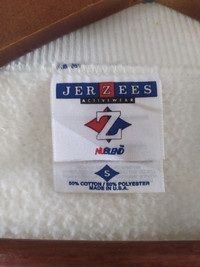 JERZEES
ACTIVEWEAR
Z
NUBLEND
S
50% COTTON / 50% POLYESTER
MADE IN U.S.A.